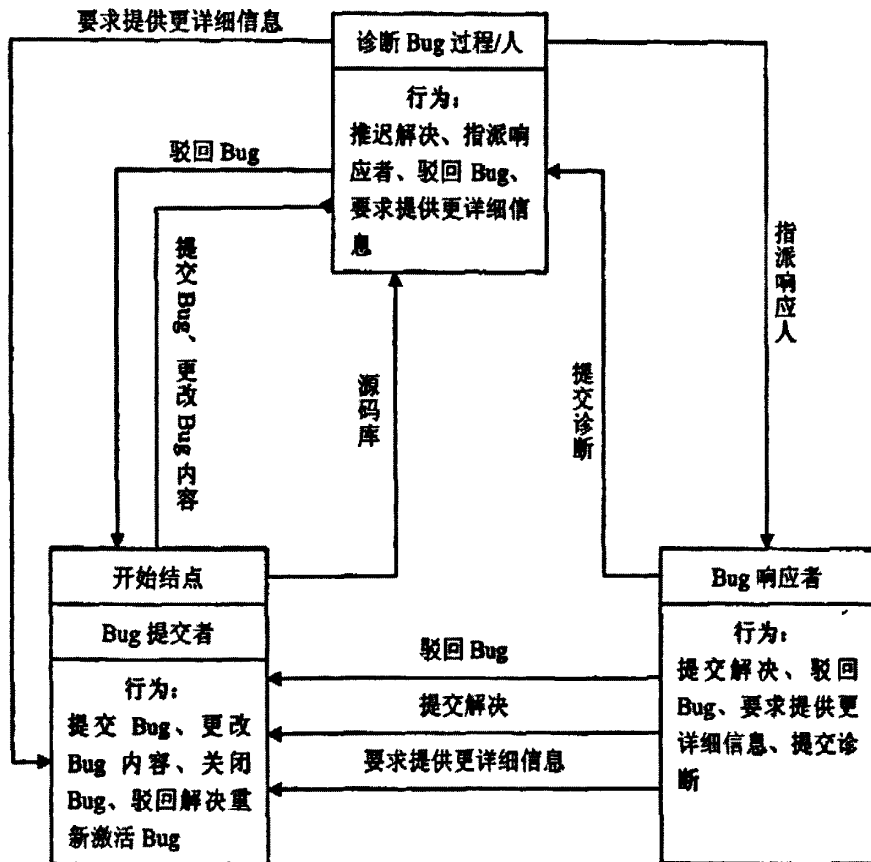 要求提供更详细信息
诊断 Bug 过程/人
行为:
推迟解决、指派响
应者、驳回 Bug、
要求提供更详细信
息
驳回 Bug
提交 Bug、更改 Bug 内容
源码库
提交诊断
指派响应人
开始结点
Bug 提交者
行为:
提交 Bug、更改
Bug 内容、关闭
Bug、驳回解决重
新激活 Bug
驳回 Bug
提交解决
要求提供更详细信息
Bug 响应者
行为:
提交解决、驳回
Bug、要求提供更
详细信息、提交诊
断